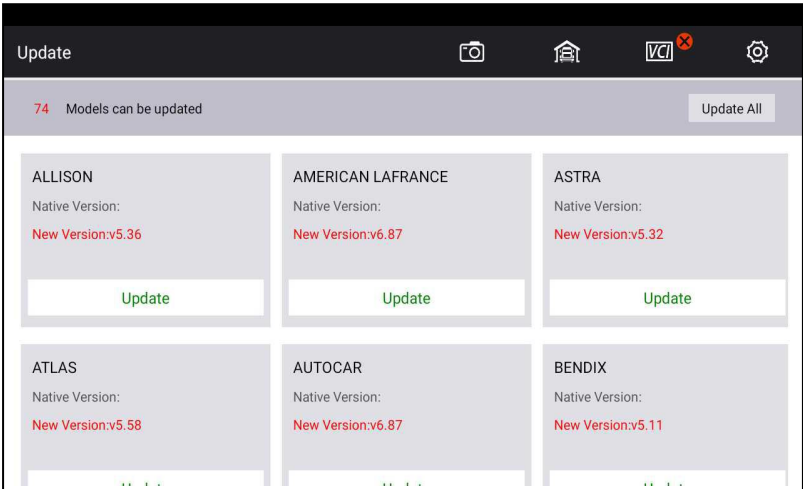 Update
VCI
74 Models can be updated
Update All
ALLISON
Native Version:
New Version:v5.36
Update
AMERICAN LAFRANCE
Native Version:
New Version:v6.87
Update
ASTRA
Native Version:
New Version:v5.32
Update
ATLAS
Native Version:
New Version:v5.58
AUTOCAR
Native Version:
New Version:v6.87
BENDIX
Native Version:
New Version:v5.11